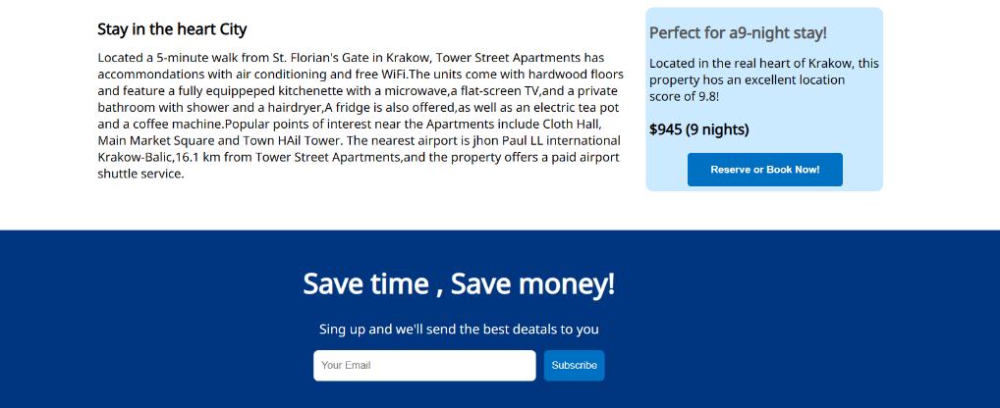 Stay in the heart City
Located a 5-minute walk from St. Florian's Gate in Krakow, Tower Street Apartments has
accommondations with air conditioning and free WiFi.The units come with hardwood floors
and feature a fully equippeped kitchenette with a microwave,a flat-screen TV,and a private
bathroom with shower and a hairdryer,A fridge is also offered,as well as an electric tea pot
and a coffee machine.Popular points of interest near the Apartments include Cloth Hall,
Main Market Square and Town HAil Tower. The nearest airport is jhon Paul LL international
Krakow-Balic,16.1 km from Tower Street Apartments,and the property offers a paid airport
shuttle service.
Perfect for a9-night stay!
Located in the real heart of Krakow, this
property hos an excellent location
score of 9.8!
$945 (9 nights)
Reserve or Book Now!
Save time , Save money!
Sing up and we'll send the best deatals to you
Your Email
Subscribe